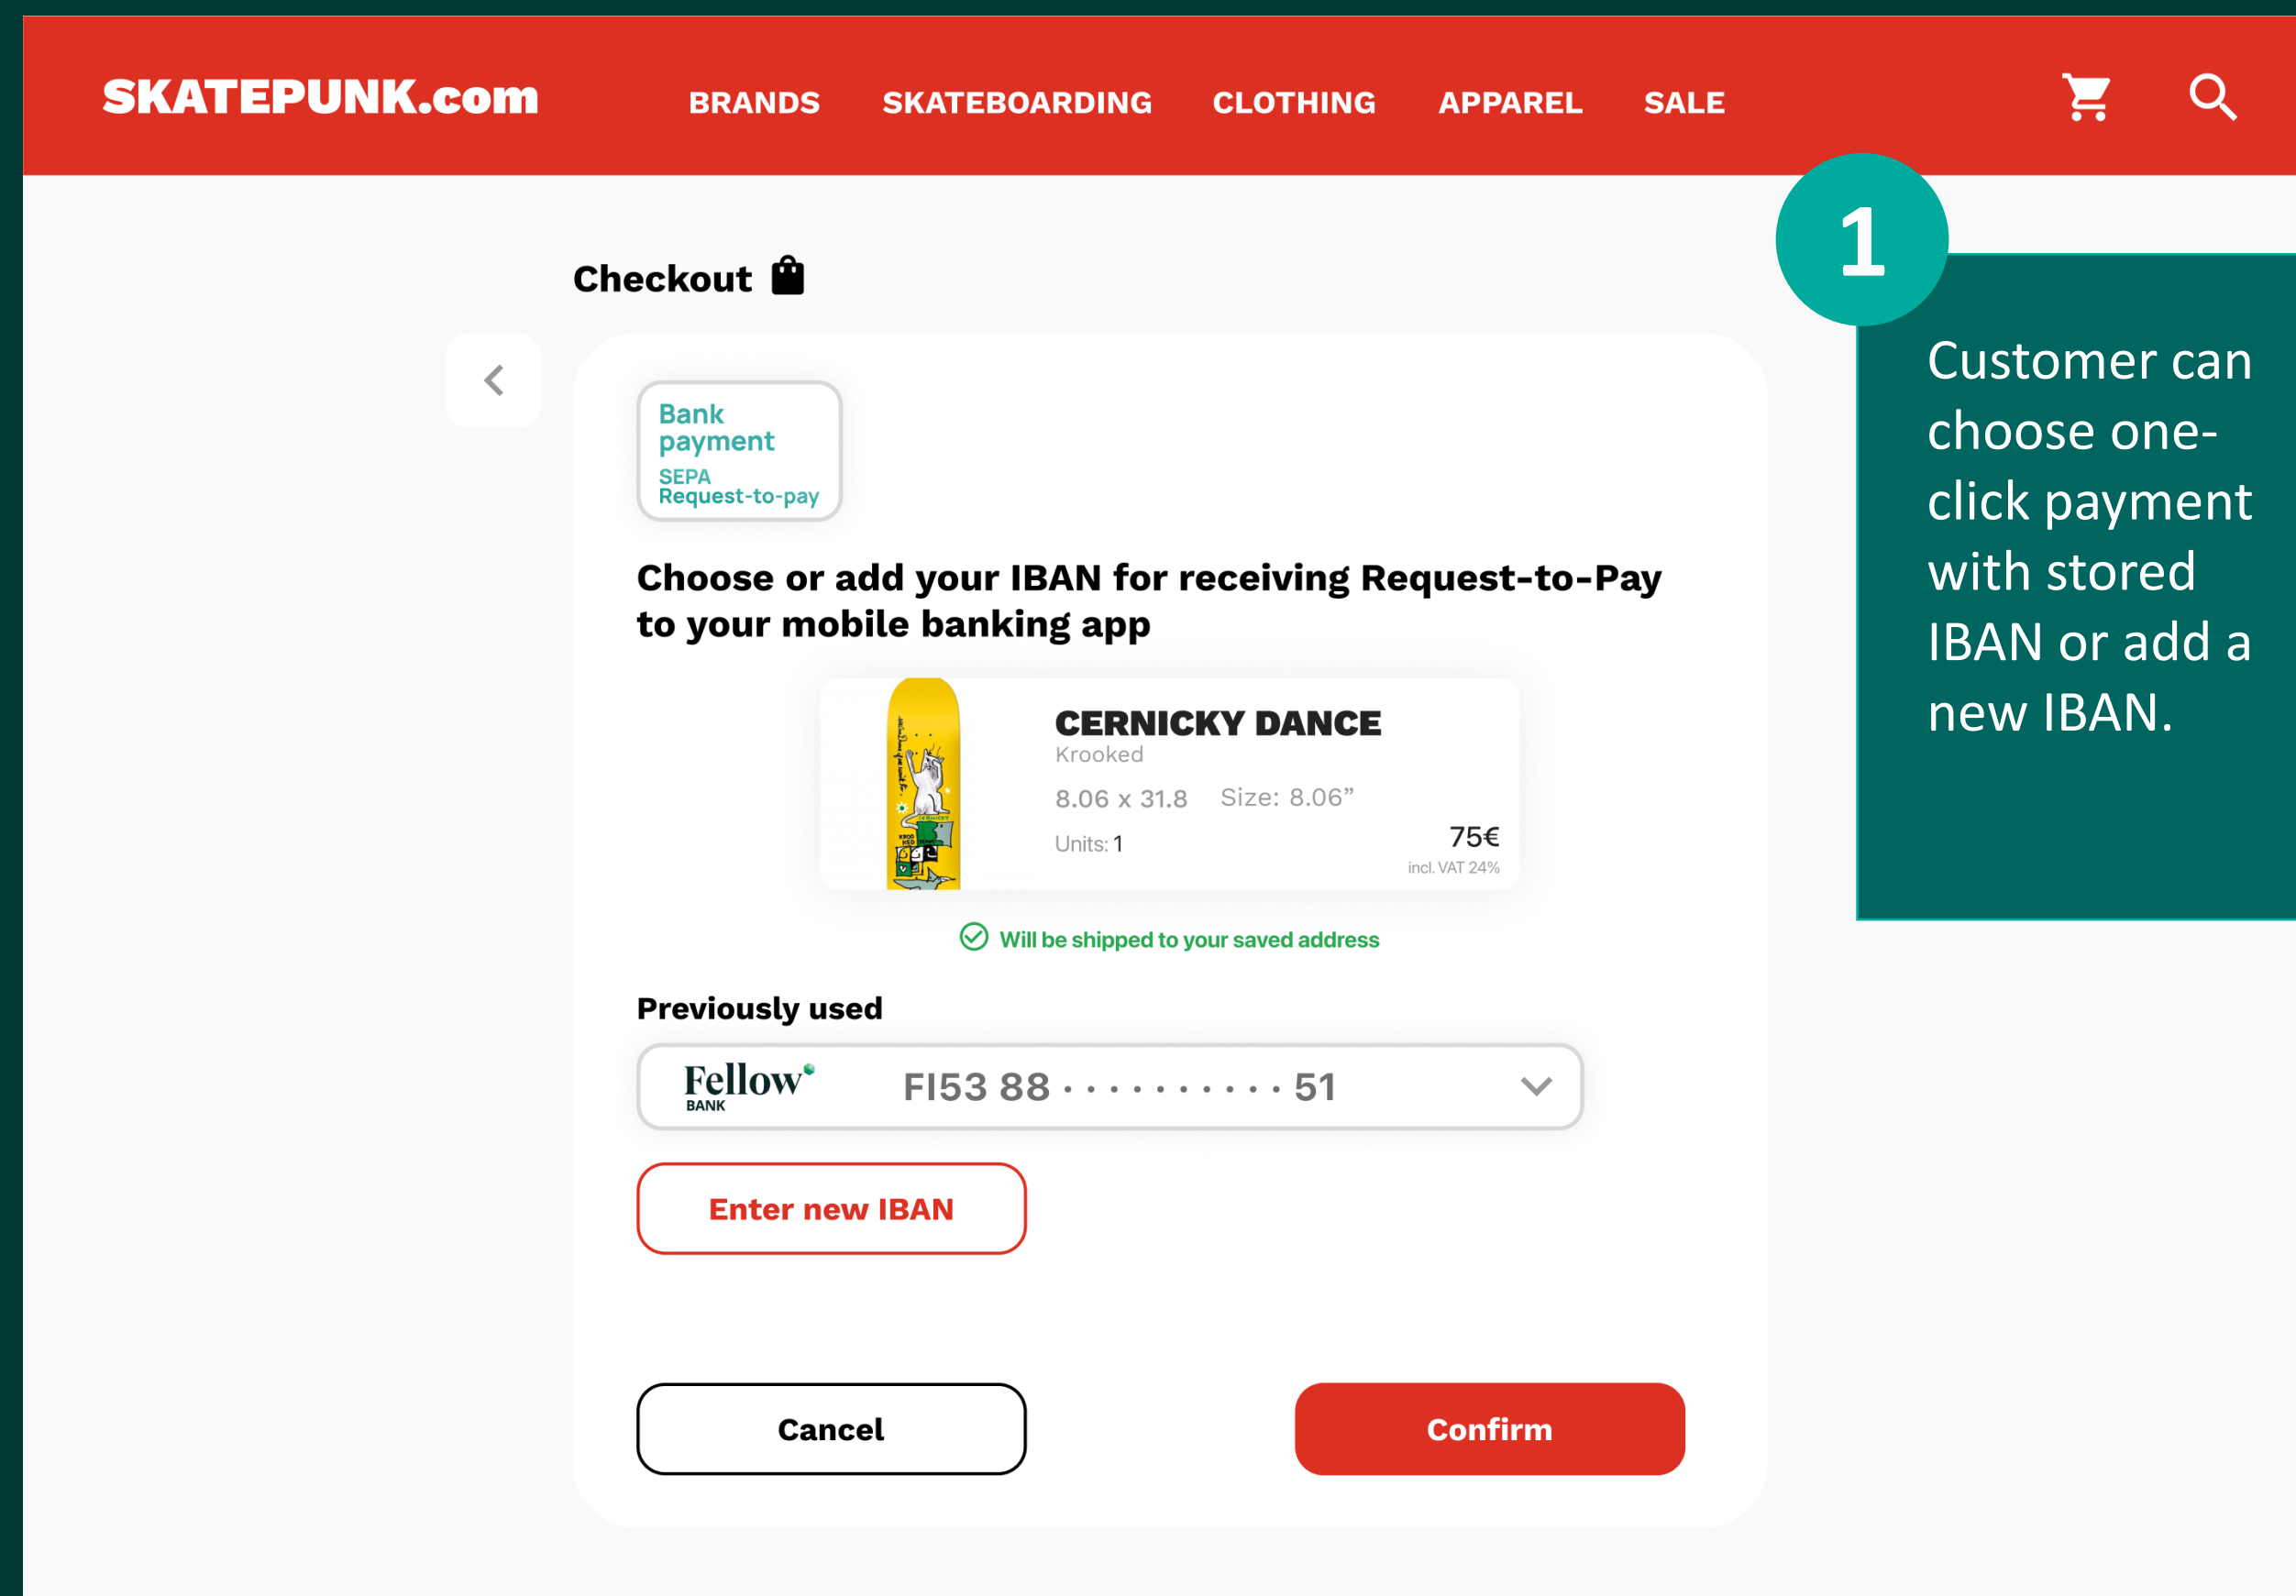 SKATEPUNK.com
BRANDS SKATEBOARDING CLOTHING APPAREL SALE
1
Customer can
choose one-
click payment
with stored
IBAN or add a
new IBAN.
Checkout
Bank
payment
SEPA
Request-to-pay
Choose or add your IBAN for receiving Request-to-Pay
to your mobile banking app
CERNICKY
CERNICKY DANCE
Krooked
8.06 x 31.8 Size: 8.06”
Units: 1
75€
incl. VAT 24%
Will be shipped to your saved address
Previously used
Fellow
BANK
FI53 88 · · · · · · · · · · 51
Enter new IBAN
Cancel
Confirm